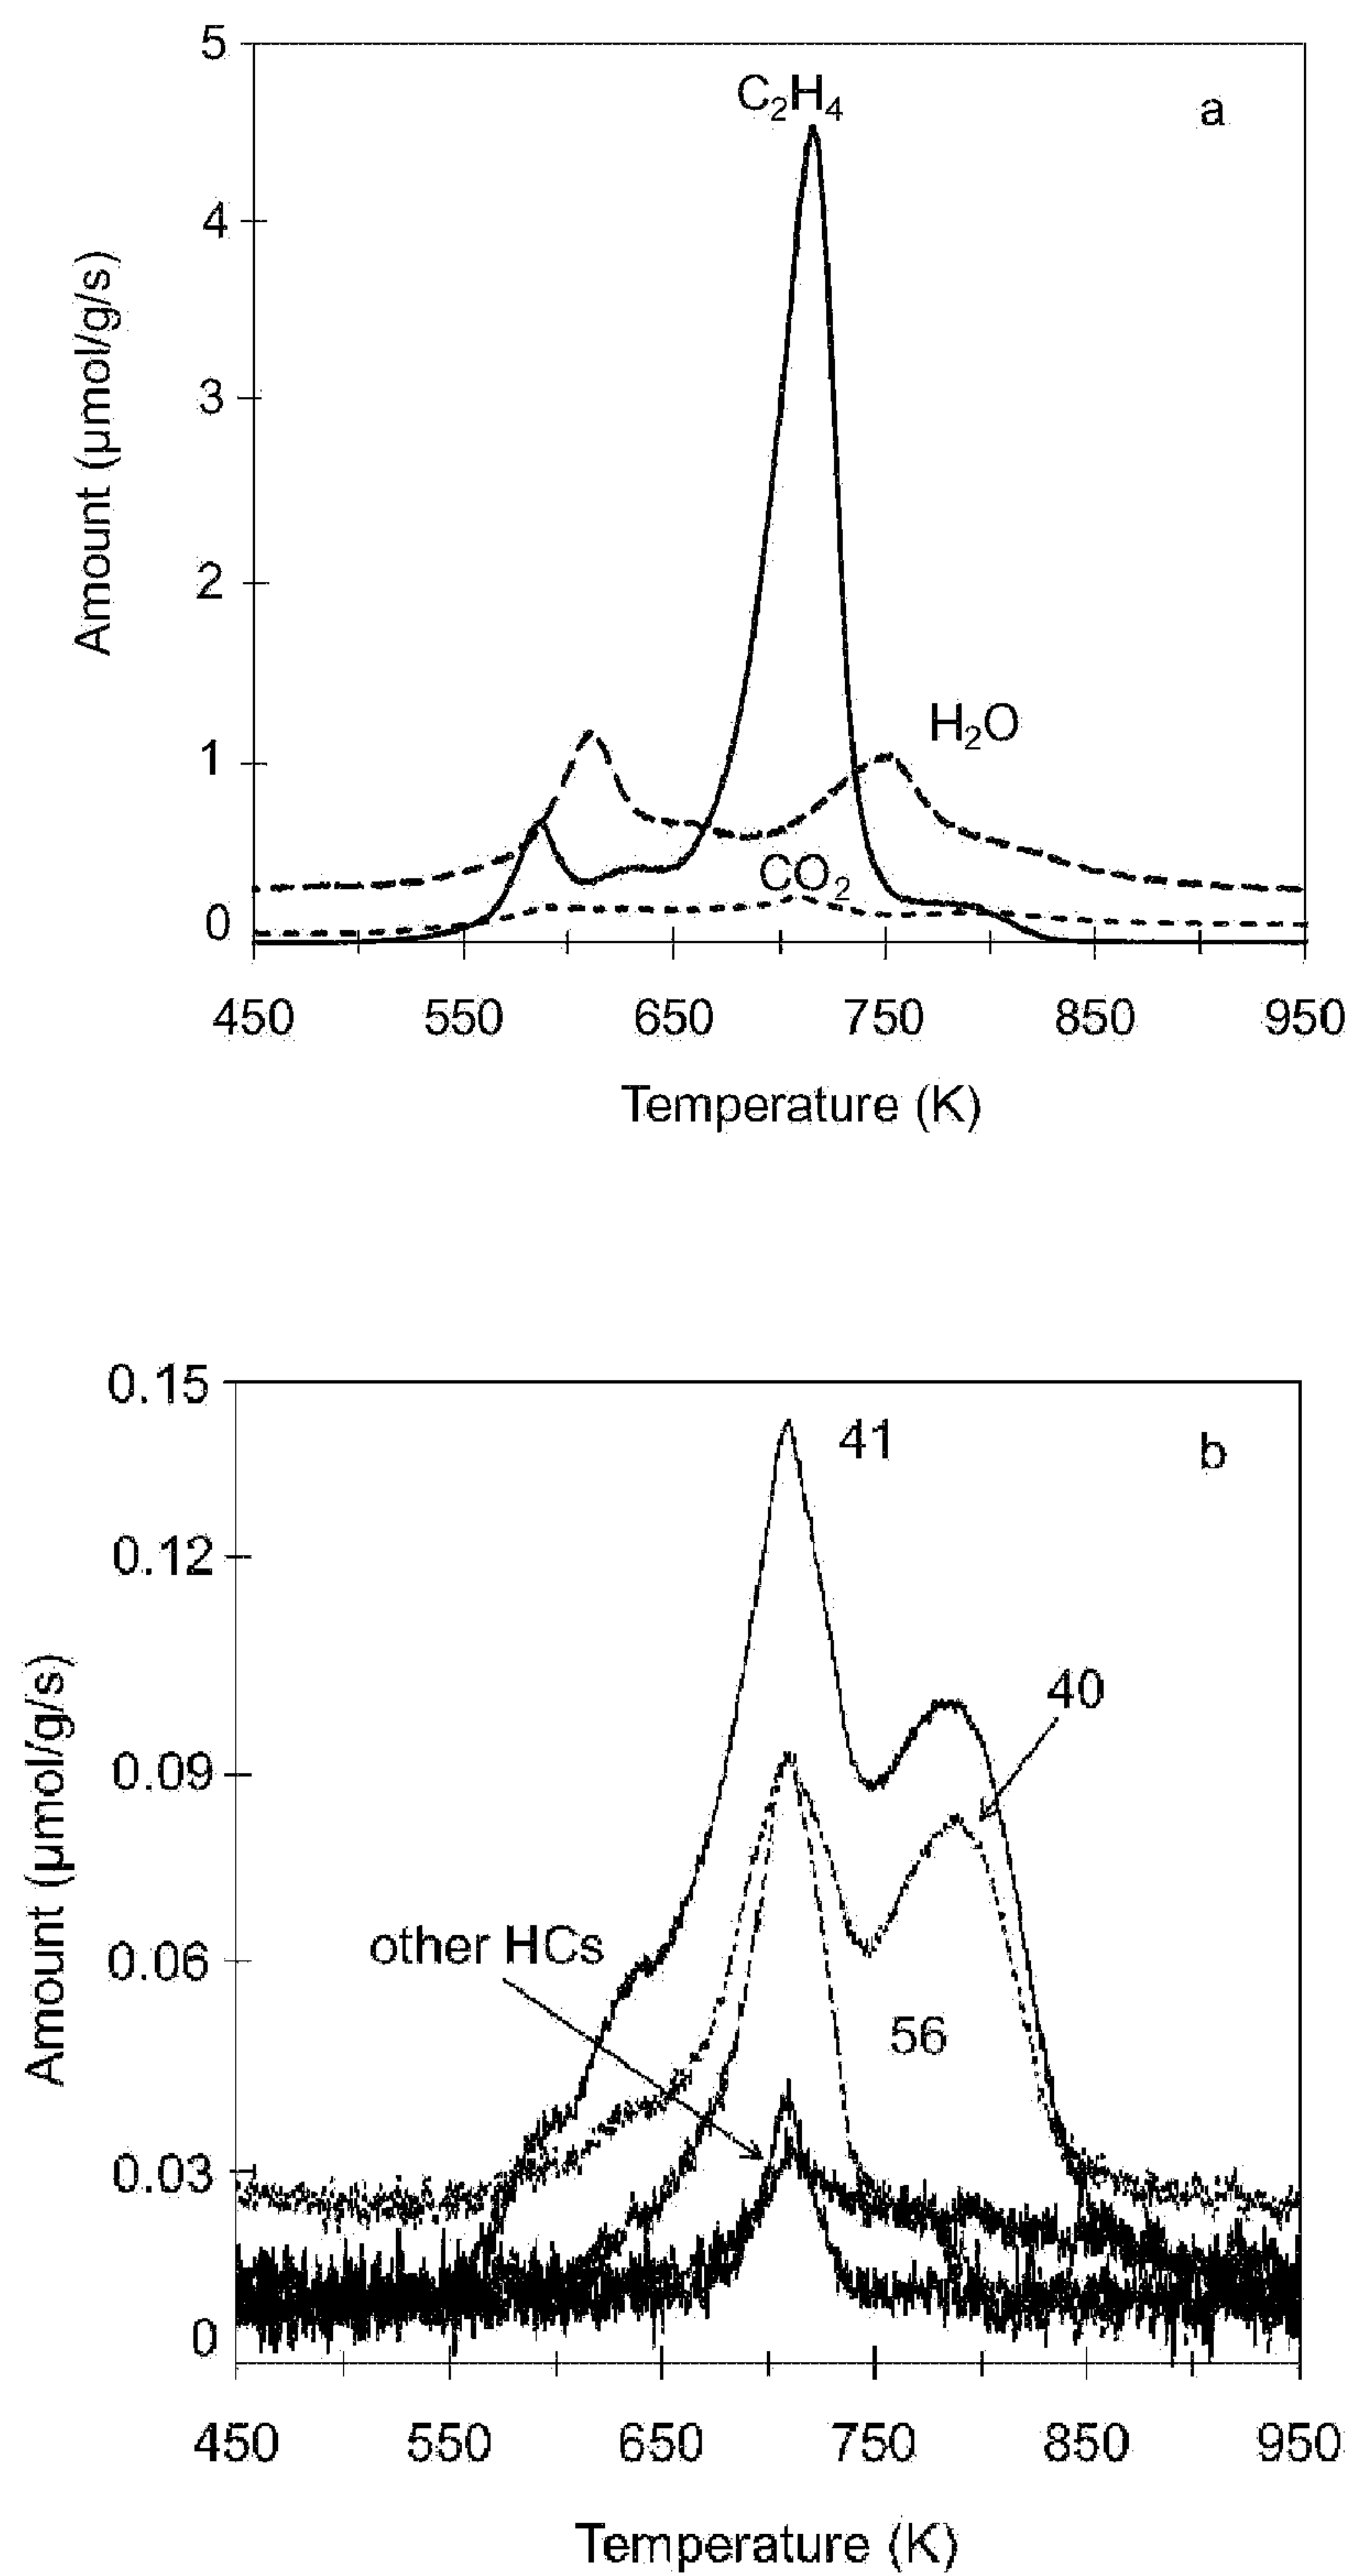 5
C₂H₄
a
4
3
Amount (µmol/g/s)
2
H₂O
1
CO₂
0
450 550 650 750 850 950
Temperature (K)
0.15
41
b
0.12
40
0.09
Amount (µmol/g/s)
other HCs
0.06
56
0.03
0
450 550 650 750 850 950
Temperature (K)